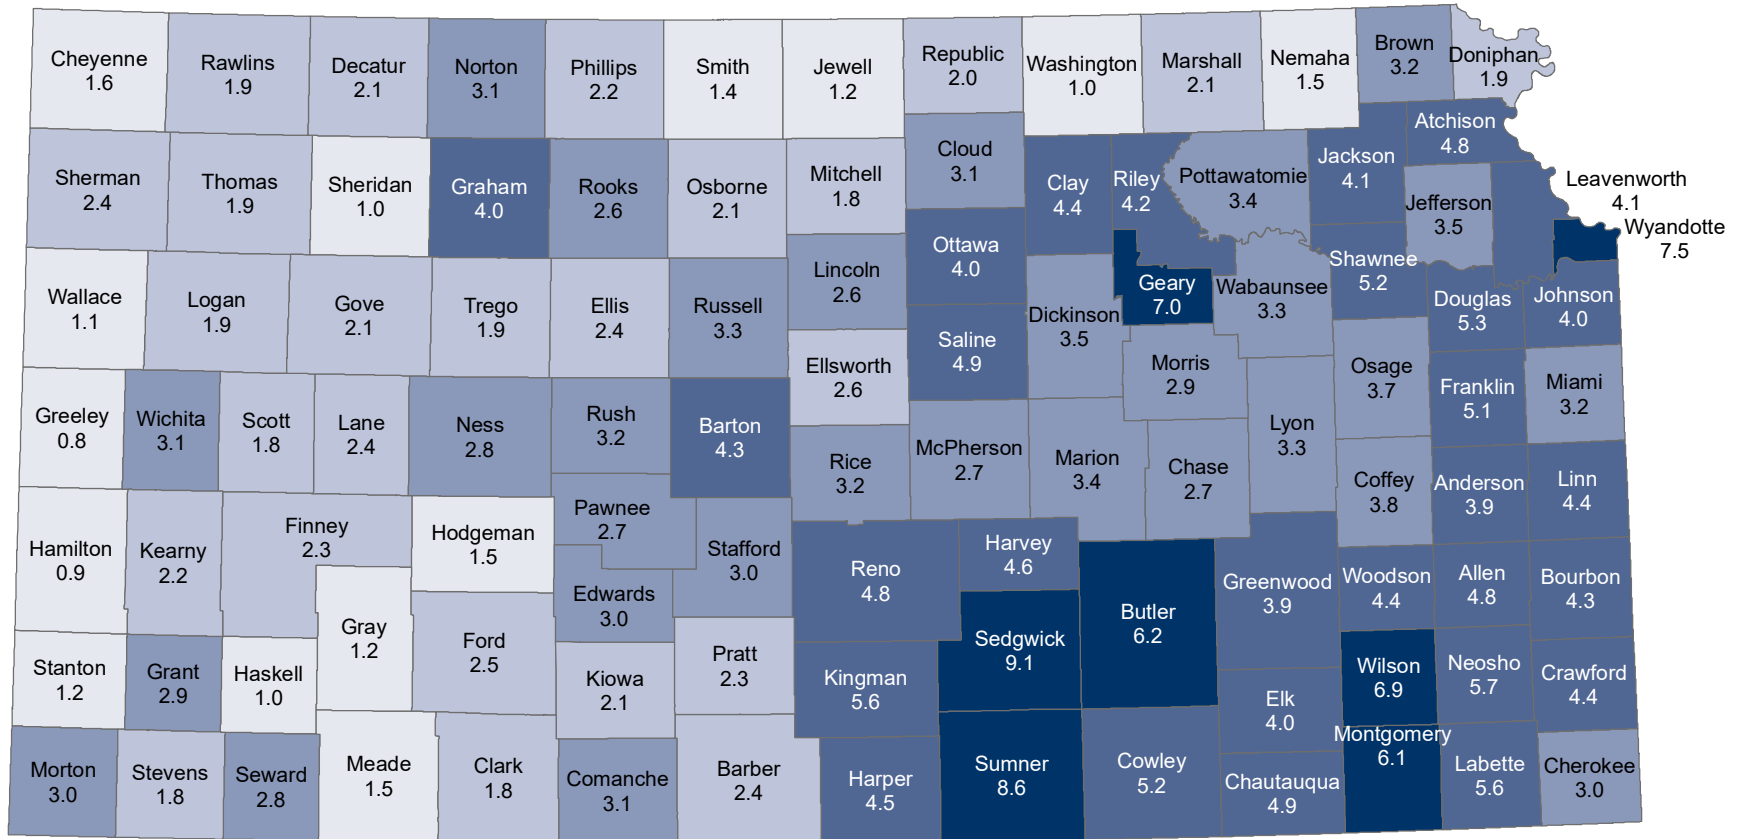 Cheyenne
1.6
Rawlins
1.9
Decatur
2.1
Norton
3.1
Phillips
2.2
Smith
1.4
Jewell
1.2
Republic
2.0
Washington
1.0
Marshall
2.1
Nemaha
1.5
Brown
3.2
Doniphan
1.9
Sherman
2.4
Thomas
1.9
Sheridan
1.0
Graham
4.0
Rooks
2.6
Osborne
2.1
Mitchell
1.8
Cloud
3.1
Clay
4.4
Riley
4.2
Pottawatomie
3.4
Jackson
4.1
Atchison
4.8
Jefferson
3.5
Leavenworth
4.1
Wyandotte
7.5
Wallace
1.1
Logan
1.9
Gove
2.1
Trego
1.9
Ellis
2.4
Russell
3.3
Lincoln
2.6
Ottawa
4.0
Saline
4.9
Dickinson
3.5
Geary
7.0
Wabaunsee
3.3
Shawnee
5.2
Douglas
5.3
Johnson
4.0
Greeley
0.8
Wichita
3.1
Scott
1.8
Lane
2.4
Ness
2.8
Rush
3.2
Barton
4.3
Ellsworth
2.6
Rice
3.2
McPherson
2.7
Marion
3.4
Morris
2.9
Chase
2.7
Lyon
3.3
Osage
3.7
Franklin
5.1
Miami
3.2
Coffey
3.8
Anderson
3.9
Linn
4.4
Hamilton
0.9
Kearny
2.2
Finney
2.3
Hodgeman
1.5
Pawnee
2.7
Stafford
3.0
Edwards
3.0
Reno
4.8
Harvey
4.6
Butler
6.2
Greenwood
3.9
Woodson
4.4
Allen
4.8
Bourbon
4.3
Stanton
1.2
Grant
2.9
Haskell
1.0
Gray
1.2
Ford
2.5
Kiowa
2.1
Pratt
2.3
Kingman
5.6
Sedgwick
9.1
Elk
4.0
Wilson
6.9
Neosho
5.7
Crawford
4.4
Morton
3.0
Stevens
1.8
Seward
2.8
Meade
1.5
Clark
1.8
Comanche
3.1
Barber
2.4
Harper
4.5
Sumner
8.6
Cowley
5.2
Chautauqua
4.9
Montgomery
6.1
Labette
5.6
Cherokee
3.0